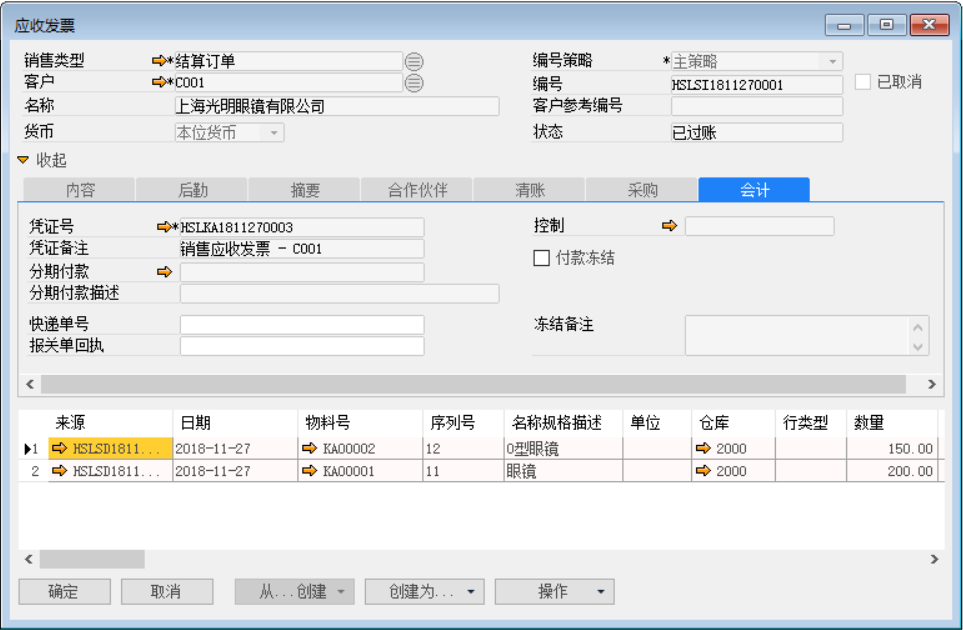 应收发票
销售类型 *结算订单 编号策略 *主策略
客户 *C001 编号 HSLSI1811270001 已取消
名称 上海光明眼镜有限公司 客户参考编号
货币 本位货币 状态 已过账
收起
内容 后勤 摘要 合作伙伴 清账 采购 会计
凭证号 *HSLKA1811270003 控制
凭证备注 销售应收发票 - C001 付款冻结
分期付款
分期付款描述
快递单号 冻结备注
报关单回执
来源 日期 物料号 序列号 名称规格描述 单位 仓库 行类型 数量
1 HSLSD1811... 2018-11-27 KA00002 12 O型眼镜 2000 150.00
2 HSLSD1811... 2018-11-27 KA00001 11 眼镜 2000 200.00
确定 取消 从...创建 创建为... 操作